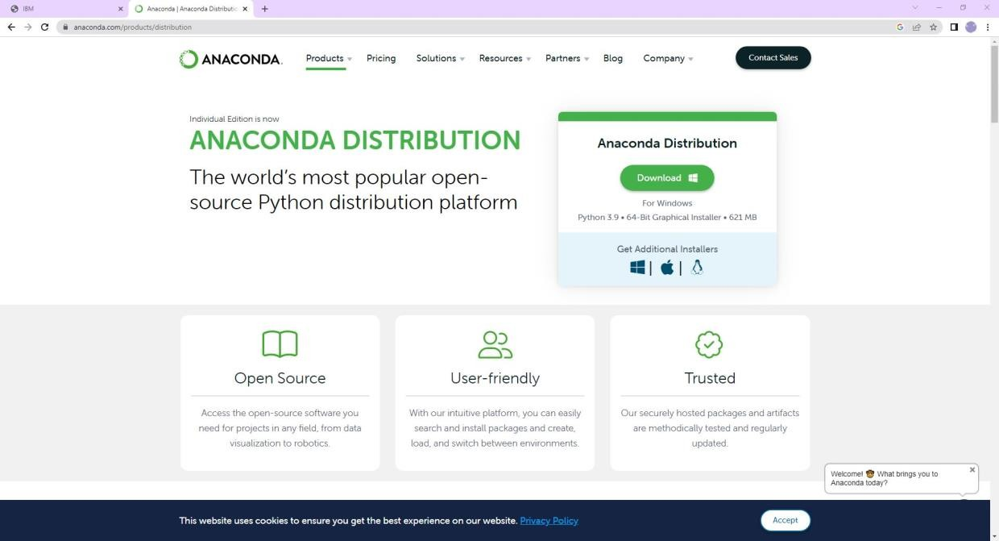 IBM
Anaconda | Anaconda Distributic
anaconda.com/products/distribution
ANACONDA.
Products
Pricing
Solutions
Resources
Partners
Blog
Company
Contact Sales
Individual Edition is now
ANACONDA DISTRIBUTION
The world's most popular open-
source Python distribution platform
Anaconda Distribution
Download
For Windows
Python 3.9 • 64-Bit Graphical Installer • 621 MB
Get Additional Installers
Open Source
Access the open-source software you
need for projects in any field, from data
visualization to robotics.
User-friendly
With our intuitive platform, you can easily
search and install packages and create,
load, and switch between environments.
Trusted
Our securely hosted packages and artifacts
are methodically tested and regularly
updated.
Welcome! 🤠 What brings you to
Anaconda today?
This website uses cookies to ensure you get the best experience on our website. Privacy Policy
Accept